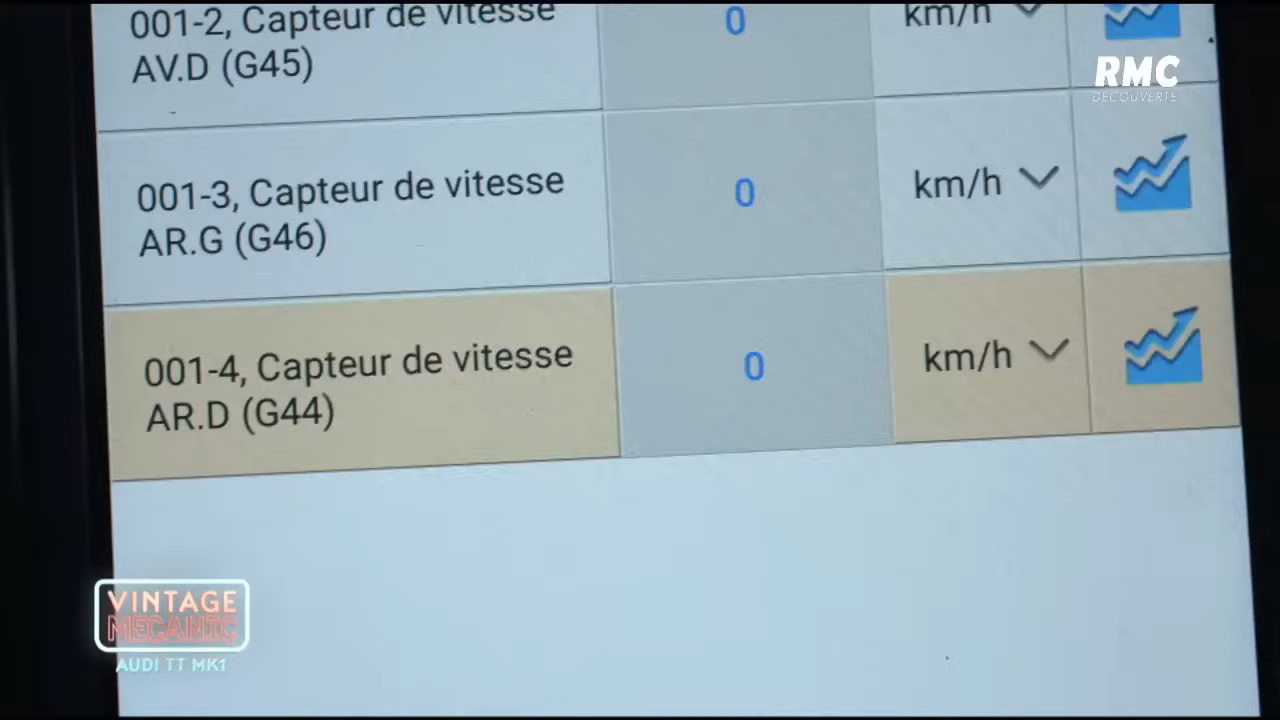 001-2, Capteur de vitesse
AV.D (G45)
0
km/h
RMC
DECOUVERTE
001-3, Capteur de vitesse
AR.G (G46)
0
km/h
001-4, Capteur de vitesse
AR.D (G44)
0
km/h
VINTAGE
MECANIC
AUDI TT MK1